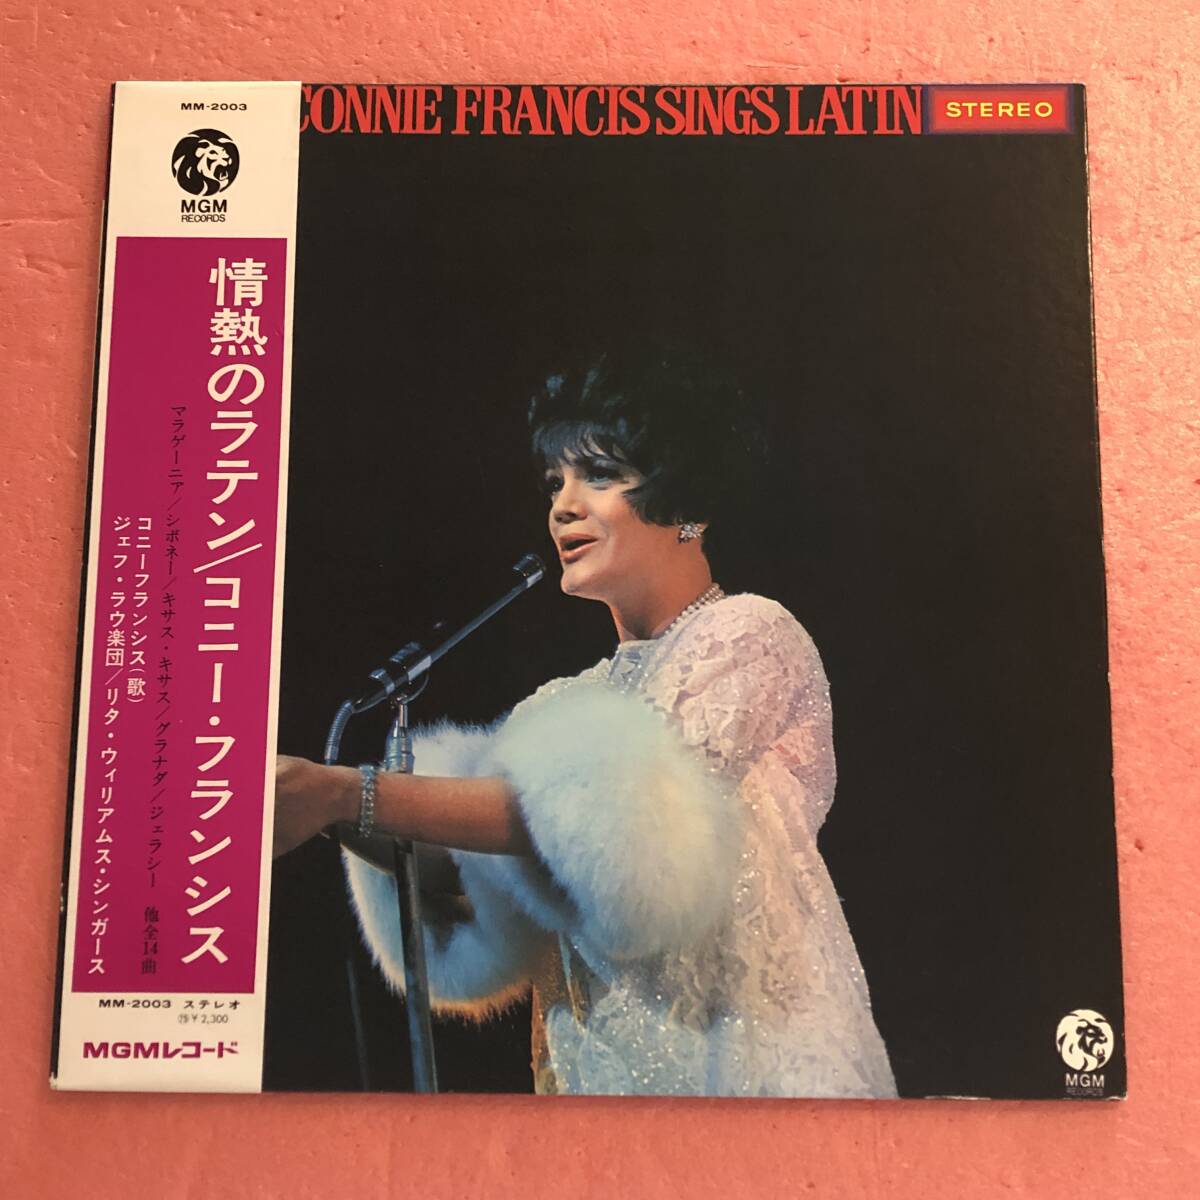 MM-2003
MGM
RECORDS
情熱のラテン/コニー・フランシス
マラゲーニア/シボネー/キサス・キサス/グラナダ/ジェラシー 他全14曲
コニーフランシス(歌)
ジェフ・ラウ楽団/リタ・ウィリアムス・シンガース
MM-2003 ステレオ
¥2,300
MGMレコード
CONNIE FRANCIS SINGS LATIN
STEREO
MGM
RECORDS